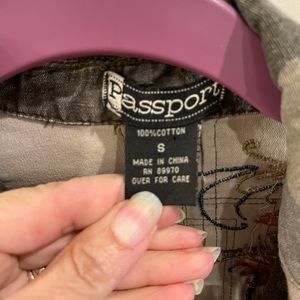 Passport
100%COTTON
S
MADE IN CHINA
RN 89970
OVER FOR CARE